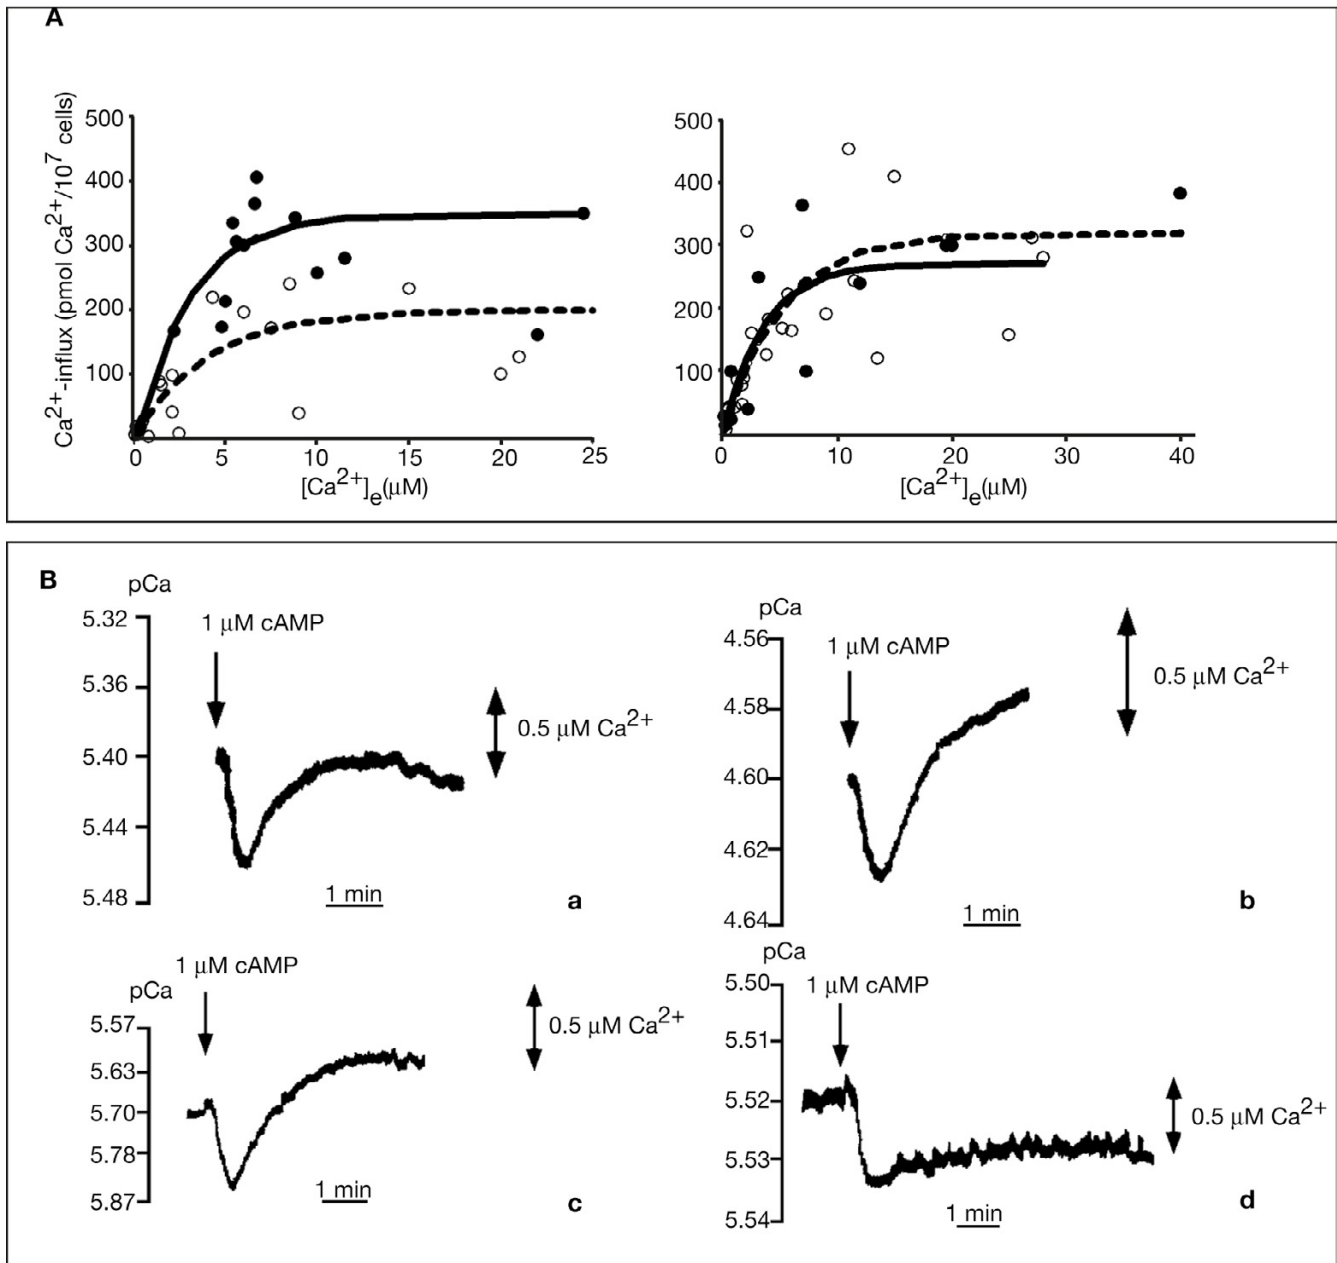 A
Ca2+-influx (pmol Ca2+/107 cells)
500
400
300
200
100
0 5 10 15 20 25
[Ca2+]e(μM)
500
400
300
200
100
0 10 20 30 40
[Ca2+]e(μM)
B
pCa
5.32
5.36
5.40
5.44
5.48
1 μM cAMP
0.5 μM Ca2+
1 min
a
pCa
4.56
4.58
4.60
4.62
4.64
1 μM cAMP
0.5 μM Ca2+
1 min
b
1 μM cAMP
pCa
5.57
5.63
5.70
5.78
5.87
0.5 μM Ca2+
1 min
c
pCa
5.50
5.51
5.52
5.53
5.54
1 μM cAMP
0.5 μM Ca2+
1 min
d